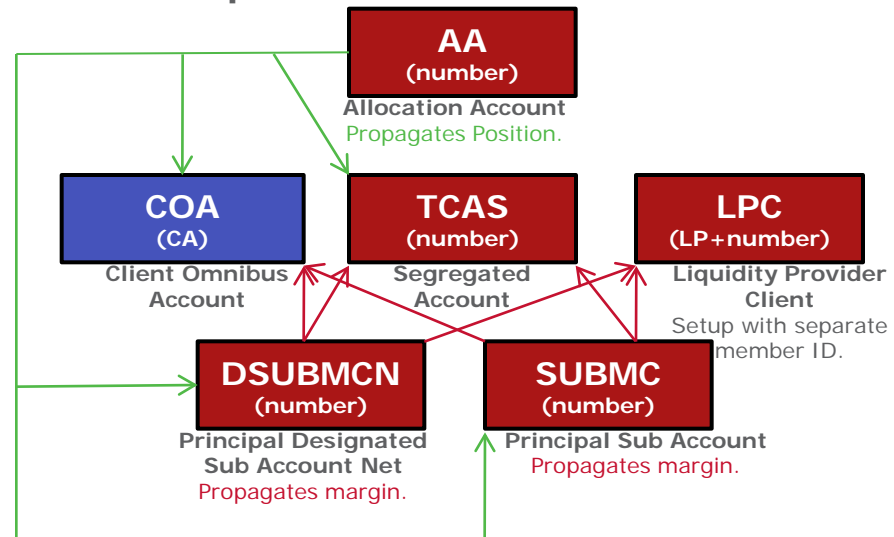 AA
(number)
Allocation Account
Propagates Position.
COA
(CA)
Client Omnibus
Account
TCAS
(number)
Segregated
Account
LPC
(LP+number)
Liquidity Provider
Client
Setup with separate
member ID.
DSUBMCN
(number)
Principal Designated
Sub Account Net
Propagates margin.
SUBMC
(number)
Principal Sub Account
Propagates margin.